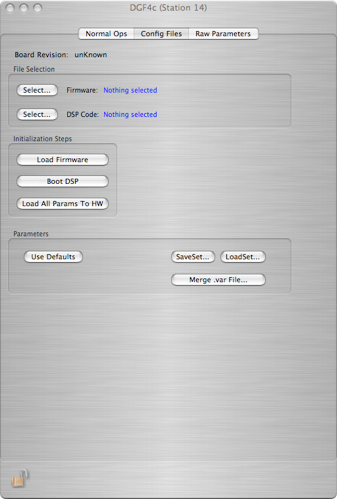 DGF4c (Station 14)
Normal Ops Config Files Raw Parameters
Board Revision: unKnown
File Selection
Select... Firmware: Nothing selected
Select... DSP Code: Nothing selected
Initialization Steps
Load Firmware
Boot DSP
Load All Params To HW
Parameters
Use Defaults SaveSet... LoadSet...
Merge .var File...